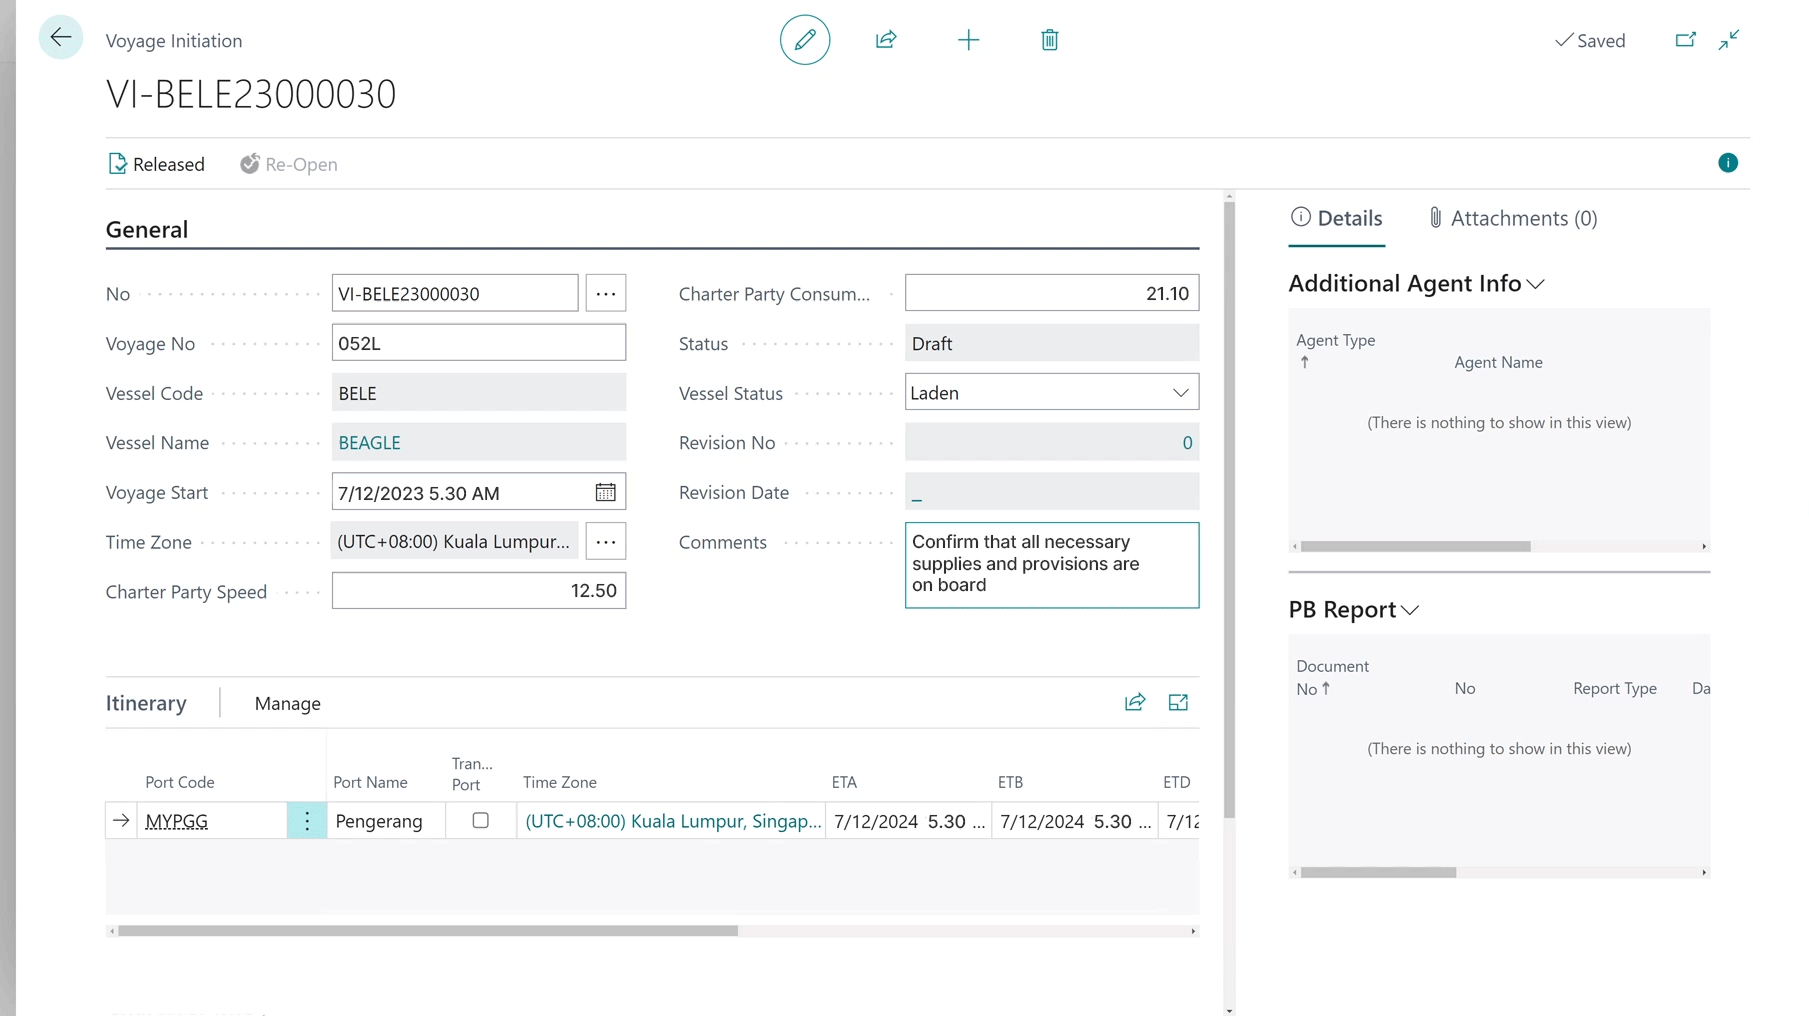 Voyage Initiation
Saved
VI-BELE23000030
Released
Re-Open
General
No
VI-BELE23000030
Charter Party Consum...
21.10
Voyage No
052L
Status
Draft
Vessel Code
BELE
Vessel Status
Laden
Vessel Name
BEAGLE
Revision No
0
Voyage Start
7/12/2023 5.30 AM
Revision Date
_
Time Zone
(UTC+08:00) Kuala Lumpur...
Comments
Confirm that all necessary
supplies and provisions are
on board
Charter Party Speed
12.50
Itinerary
Manage
Port Code
Port Name
Tran...
Port
Time Zone
ETA
ETB
ETD
MYPGG
Pengerang
(UTC+08:00) Kuala Lumpur, Singap...
7/12/2024 5.30 ...
7/12/2024 5.30 ...
7/12
Details
Attachments (0)
Additional Agent Info
Agent Type
Agent Name
(There is nothing to show in this view)
PB Report
Document
No
No
Report Type
Da
(There is nothing to show in this view)